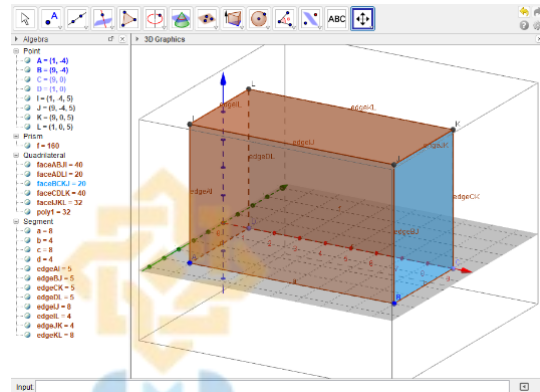 ABC
Algebra
3D Graphics
Point
A = (1, -4)
B = (9, -4)
C = (9, 0)
D = (1, 0)
I = (1, -4, 5)
J = (9, -4, 5)
K = (9, 0, 5)
L = (1, 0, 5)
Prism
f = 160
Quadrilateral
faceABJI = 40
faceADLI = 20
faceBCKJ = 20
faceCDLK = 40
faceIJKL = 32
poly1 = 32
Segment
a = 8
b = 4
c = 8
d = 4
edgeAI = 5
edgeBJ = 5
edgeCK = 5
edgeDL = 5
edgeIJ = 8
edgeIL = 4
edgeJK = 4
edgeKL = 8
L
edgeIL
edgeKL
K
edgeIJ
edgeJK
edgeDL
edgeAI
edgeCK
edgeBJ
B
Input: